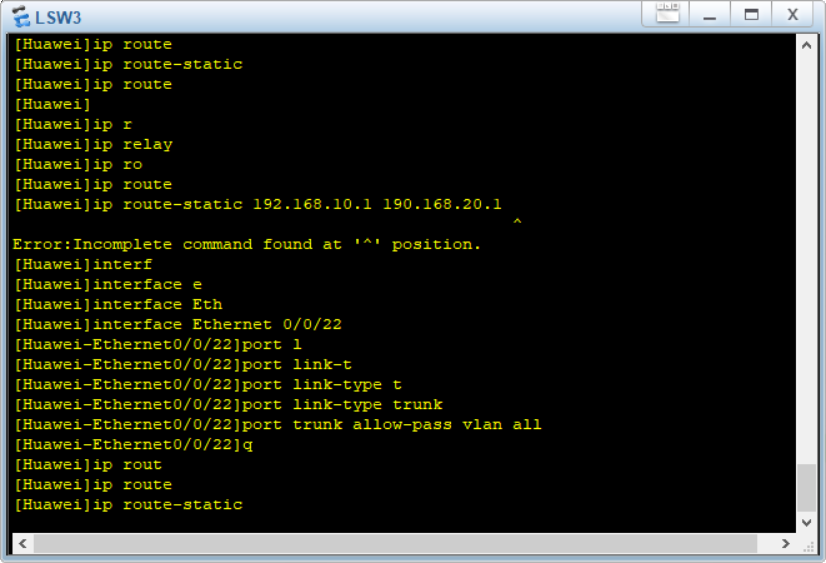 LSW3
[Huawei]ip route
[Huawei]ip route-static
[Huawei]ip route
[Huawei]
[Huawei]ip r
[Huawei]ip relay
[Huawei]ip ro
[Huawei]ip route
[Huawei]ip route-static 192.168.10.1 190.168.20.1
^
Error:Incomplete command found at '^' position.
[Huawei]interf
[Huawei]interface e
[Huawei]interface Eth
[Huawei]interface Ethernet 0/0/22
[Huawei-Ethernet0/0/22]port l
[Huawei-Ethernet0/0/22]port link-t
[Huawei-Ethernet0/0/22]port link-type t
[Huawei-Ethernet0/0/22]port link-type trunk
[Huawei-Ethernet0/0/22]port trunk allow-pass vlan all
[Huawei-Ethernet0/0/22]q
[Huawei]ip rout
[Huawei]ip route
[Huawei]ip route-static